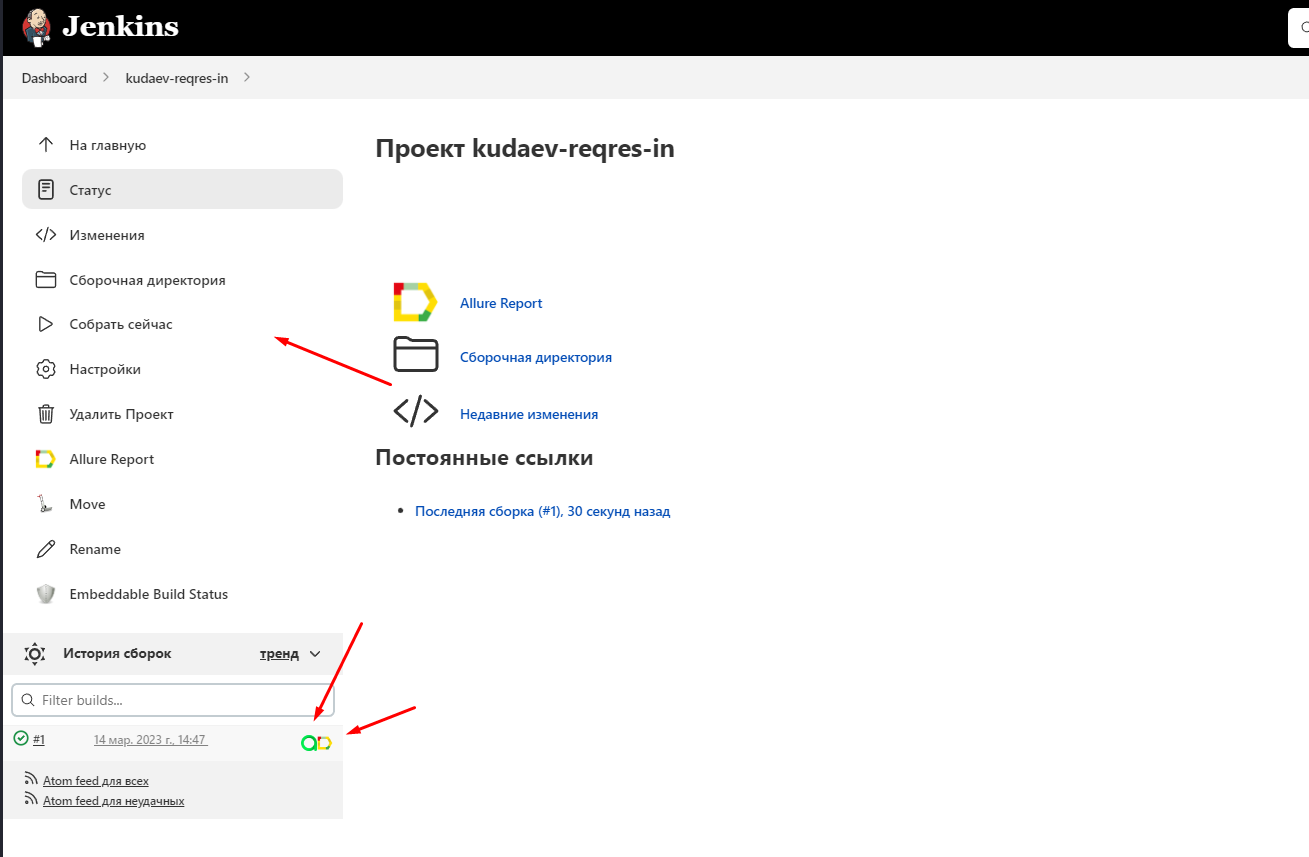 Jenkins
Dashboard
kudaev-reqres-in
На главную
Статус
Изменения
Сборочная директория
Собрать сейчас
Настройки
Удалить Проект
Allure Report
Move
Rename
Embeddable Build Status
История сборок
тренд
Filter builds...
#1
14 мар. 2023 г., 14:47
Atom feed для всех
Atom feed для неудачных
Проект kudaev-reqres-in
Allure Report
Сборочная директория
Недавние изменения
Постоянные ссылки
Последняя сборка (#1), 30 секунд назад